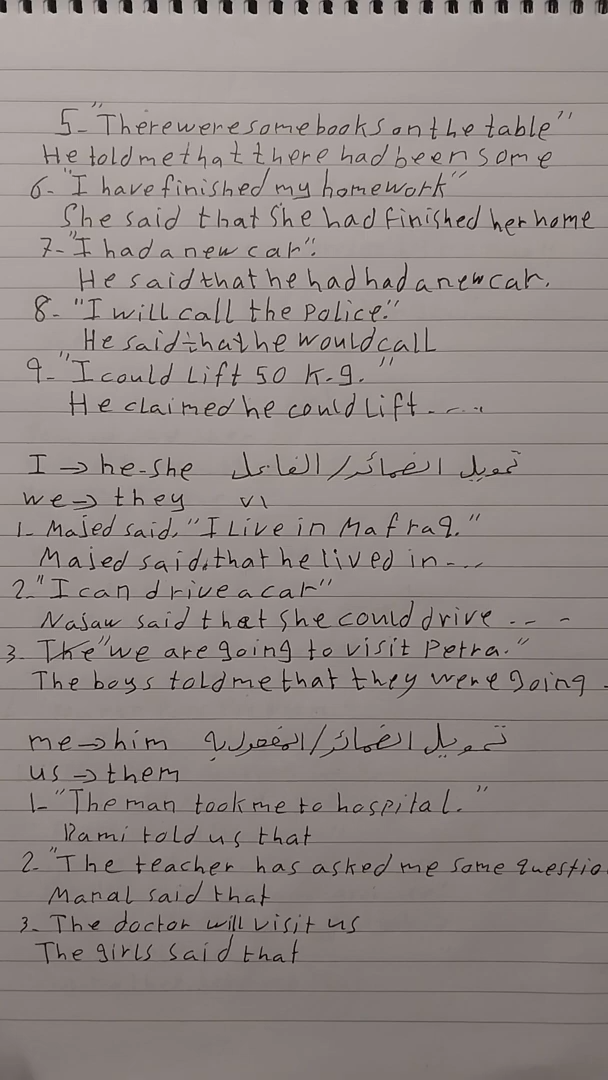 5- "There were some books on the table"
He told me that there had been some
6- "I have finished my homework"
She said that she had finished her home
7- "I had a new car".
He said that he had had a new car.
8- "I will call the Police."
He said that he would call
9- "I could Lift 50 K.g."
He claimed he could Lift ....
I → he-she تحويل الضمائر/الفاعل
we → they
1- Majed said, "I Live in Mafraq."
Majed said, that he lived in ...
2. "I can drive a car"
Nasaw said that she could drive ...
3. The "we are going to visit Petra."
The boys told me that they were going -
me → him تحويل الضمائر/المفعول به
us → them
1- "The man took me to hospital."
Rami told us that
2- "The teacher has asked me some questio
Manal said that
3. The doctor will visit us
The girls said that